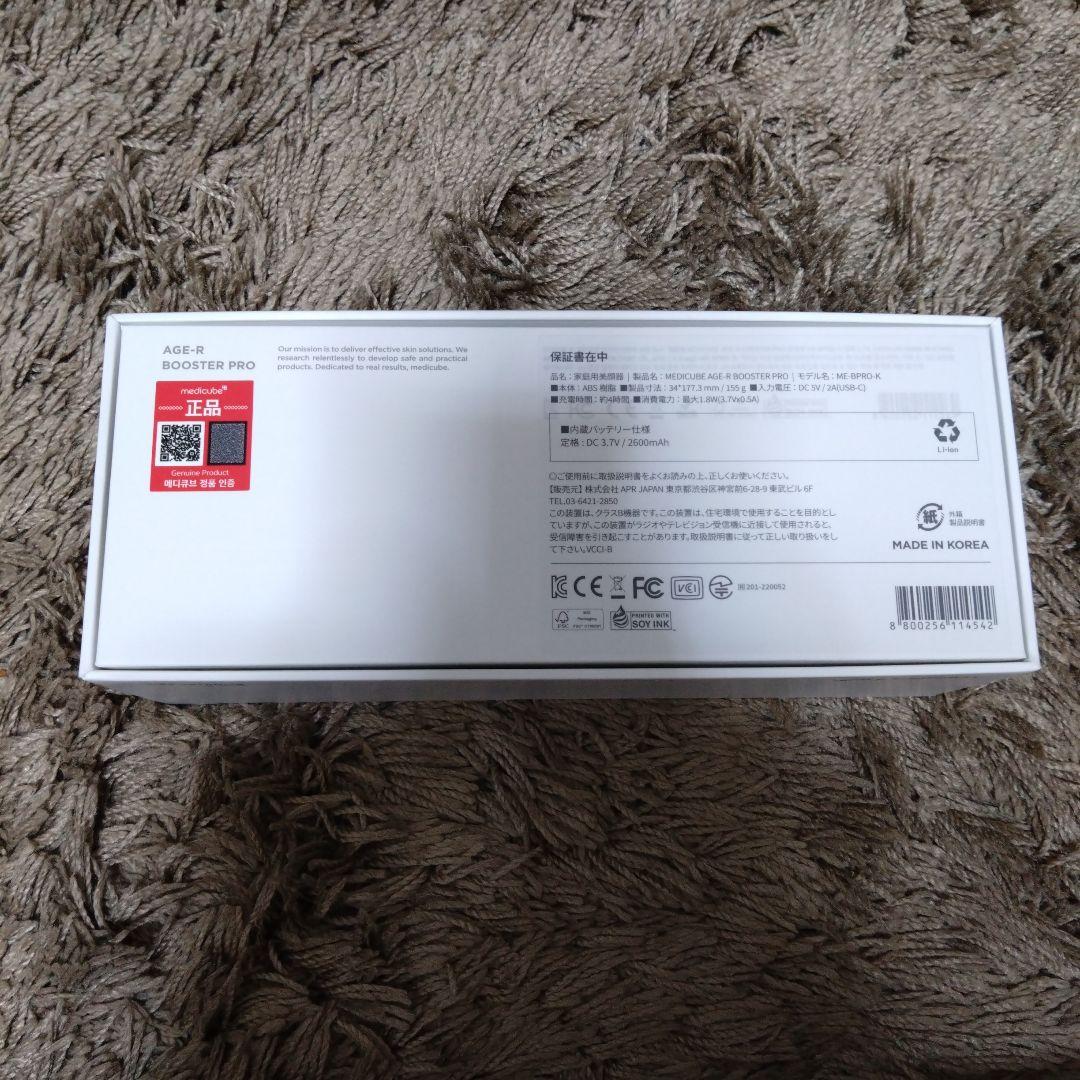 AGE-R
BOOSTER PRO
Our mission is to deliver effective skin solutions. We
research relentlessly to develop safe and practical
products. Dedicated to real results, medicube.
medicube
正品
Genuine Product
메디큐브 정품 인증
保証書在中
品名：家庭用美顔器 | 製品名：MEDICUBE AGE-R BOOSTER PRO | モデル名：ME-BPRO-K
■本体：ABS 樹脂 ■製品寸法：34*177.3 mm / 155 g ■入力電圧：DC 5V / 2A(USB-C)
■充電時間：約4時間 ■消費電力：最大1.8W(3.7Vx0.5A)
■内蔵バッテリー仕様
定格：DC 3.7V / 2600mAh
Li-ion
◎ご使用前に取扱説明書をよくお読みの上、正しくお使いください。
【販売元】株式会社 APR JAPAN 東京都渋谷区神宮前6-28-9 東武ビル 6F
TEL.03-6421-2850
この装置は、クラスB機器です。この装置は、住宅環境で使用することを目的とし
ていますが、この装置がラジオやテレビジョン受信機に近接して使用されると、
受信障害を引き起こすことがあります。取扱説明書に従って正しい取り扱いをし
て下さい。VCCI-B
紙
外箱
製品説明書
MADE IN KOREA
CE FC VCI 201-220052
FSC
MIX
Packaging
PRINTED WITH
SOY INK
8 800256 114542